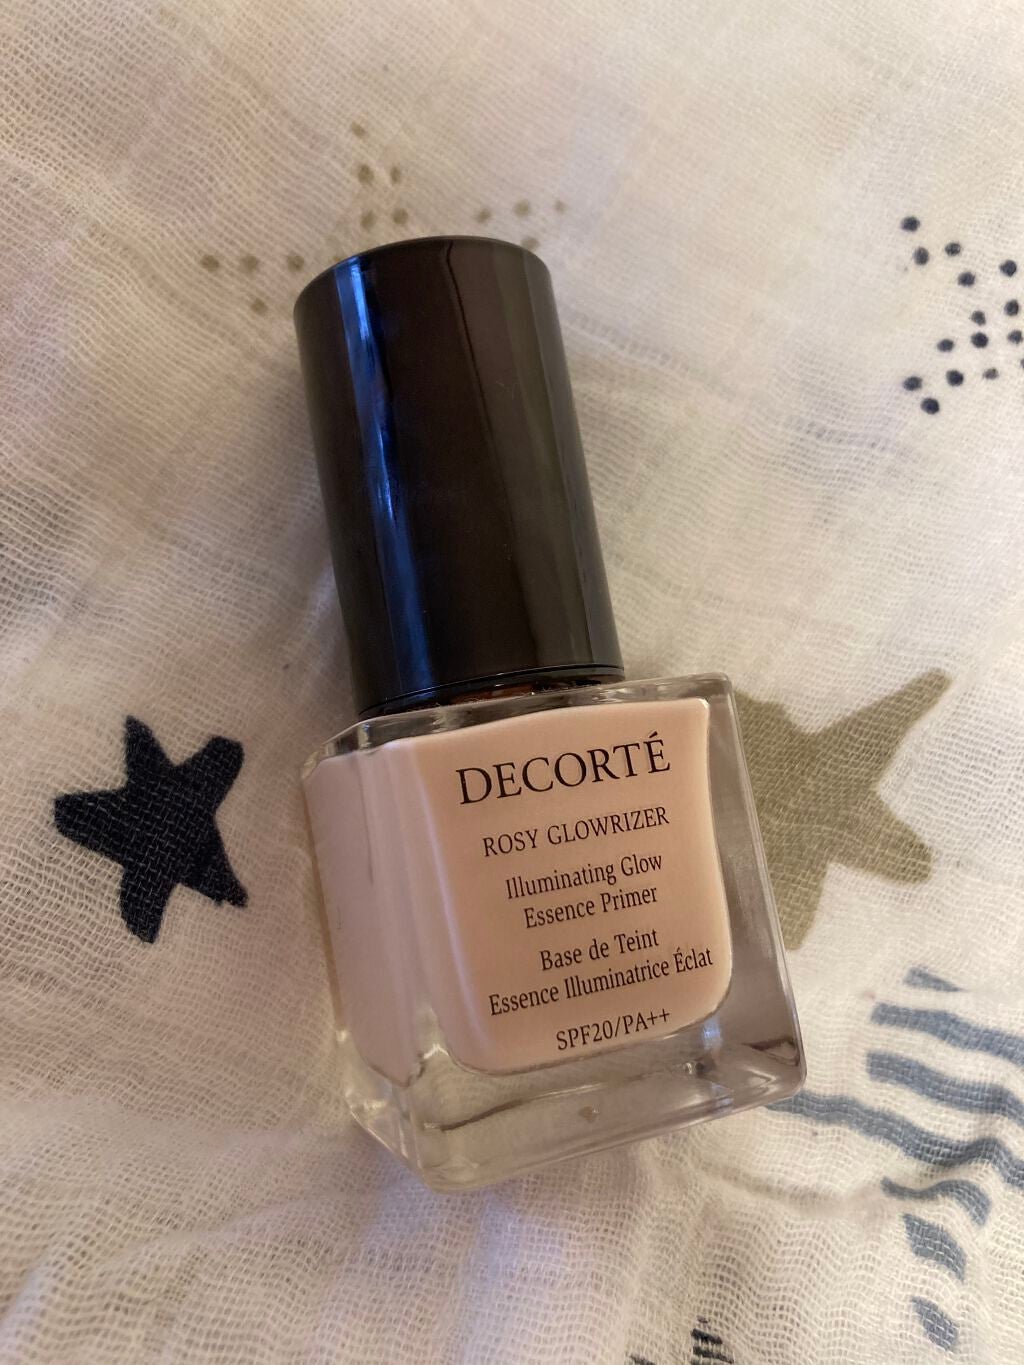 DECORTÉ
ROSY GLOWRIZER
Illuminating Glow
Essence Primer
Base de Teint
Essence Illuminatrice Éclat
SPF20/PA++